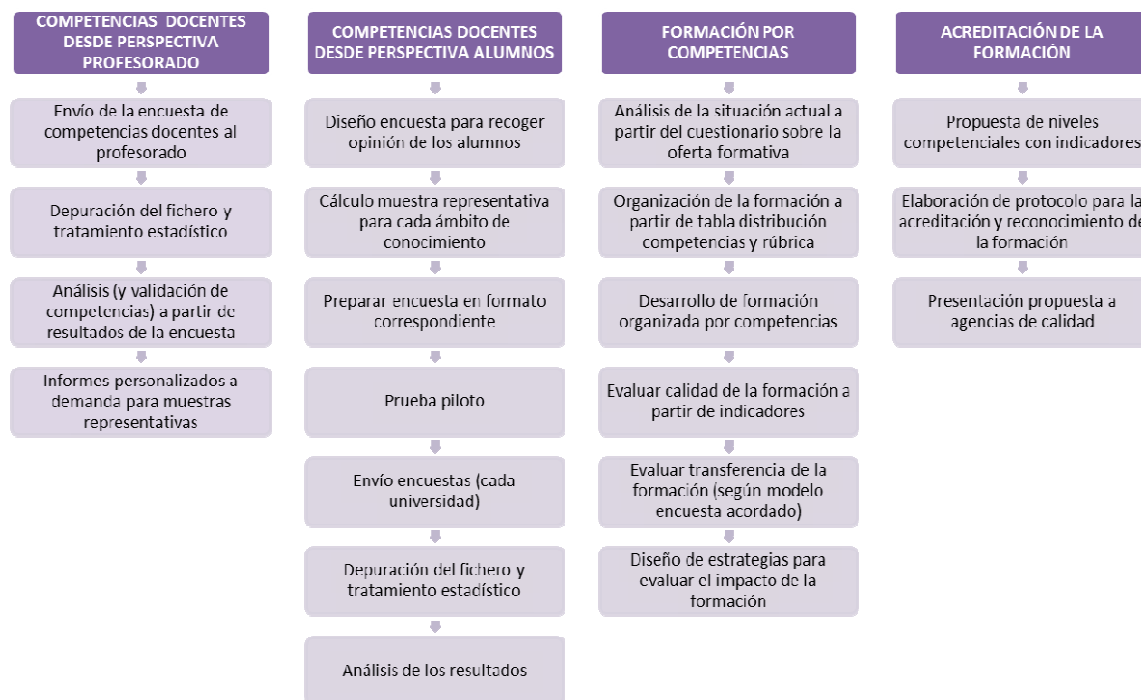 COMPETENCIAS DOCENTES
DESDE PERSPECTIVA
PROFESORADO
Envío de la encuesta de
competencias docentes al
profesorado
Depuración del fichero y
tratamiento estadístico
Análisis (y validación de
competencias) a partir de
resultados de la encuesta
Informes personalizados a
demanda para muestras
representativas
COMPETENCIAS DOCENTES
DESDE PERSPECTIVA ALUMNOS
Diseño encuesta para recoger
opinión de los alumnos
Cálculo muestra representativa
para cada ámbito de
conocimiento
Preparar encuesta en formato
correspondiente
Prueba piloto
Envío encuestas (cada
universidad)
Depuración del fichero y
tratamiento estadístico
Análisis de los resultados
FORMACIÓN POR
COMPETENCIAS
Análisis de la situación actual a
partir del cuestionario sobre la
oferta formativa
Organización de la formación a
partir de tabla distribución
competencias y rúbrica
Desarrollo de formación
organizada por competencias
Evaluar calidad de la formación a
partir de indicadores
Evaluar transferencia de la
formación (según modelo
encuesta acordado)
Diseño de estrategias para
evaluar el impacto de la
formación
ACREDITACIÓN DE LA
FORMACIÓN
Propuesta de niveles
competenciales con indicadores
Elaboración de protocolo para la
acreditación y reconocimiento de
la formación
Presentación propuesta a
agencias de calidad